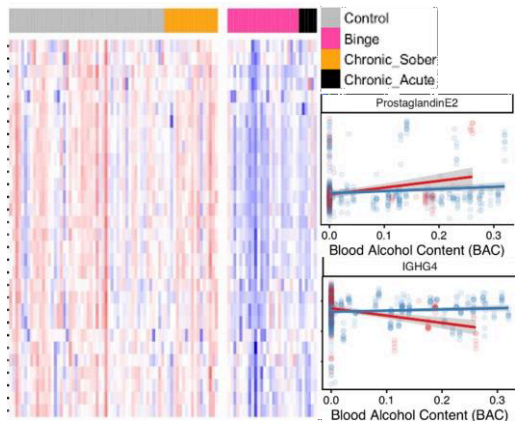 Control
Binge
Chronic_Sober
Chronic_Acute
ProstaglandinE2
0.0 0.1 0.2 0.3
Blood Alcohol Content (BAC)
IGHG4
0.0 0.1 0.2 0.3
Blood Alcohol Content (BAC)